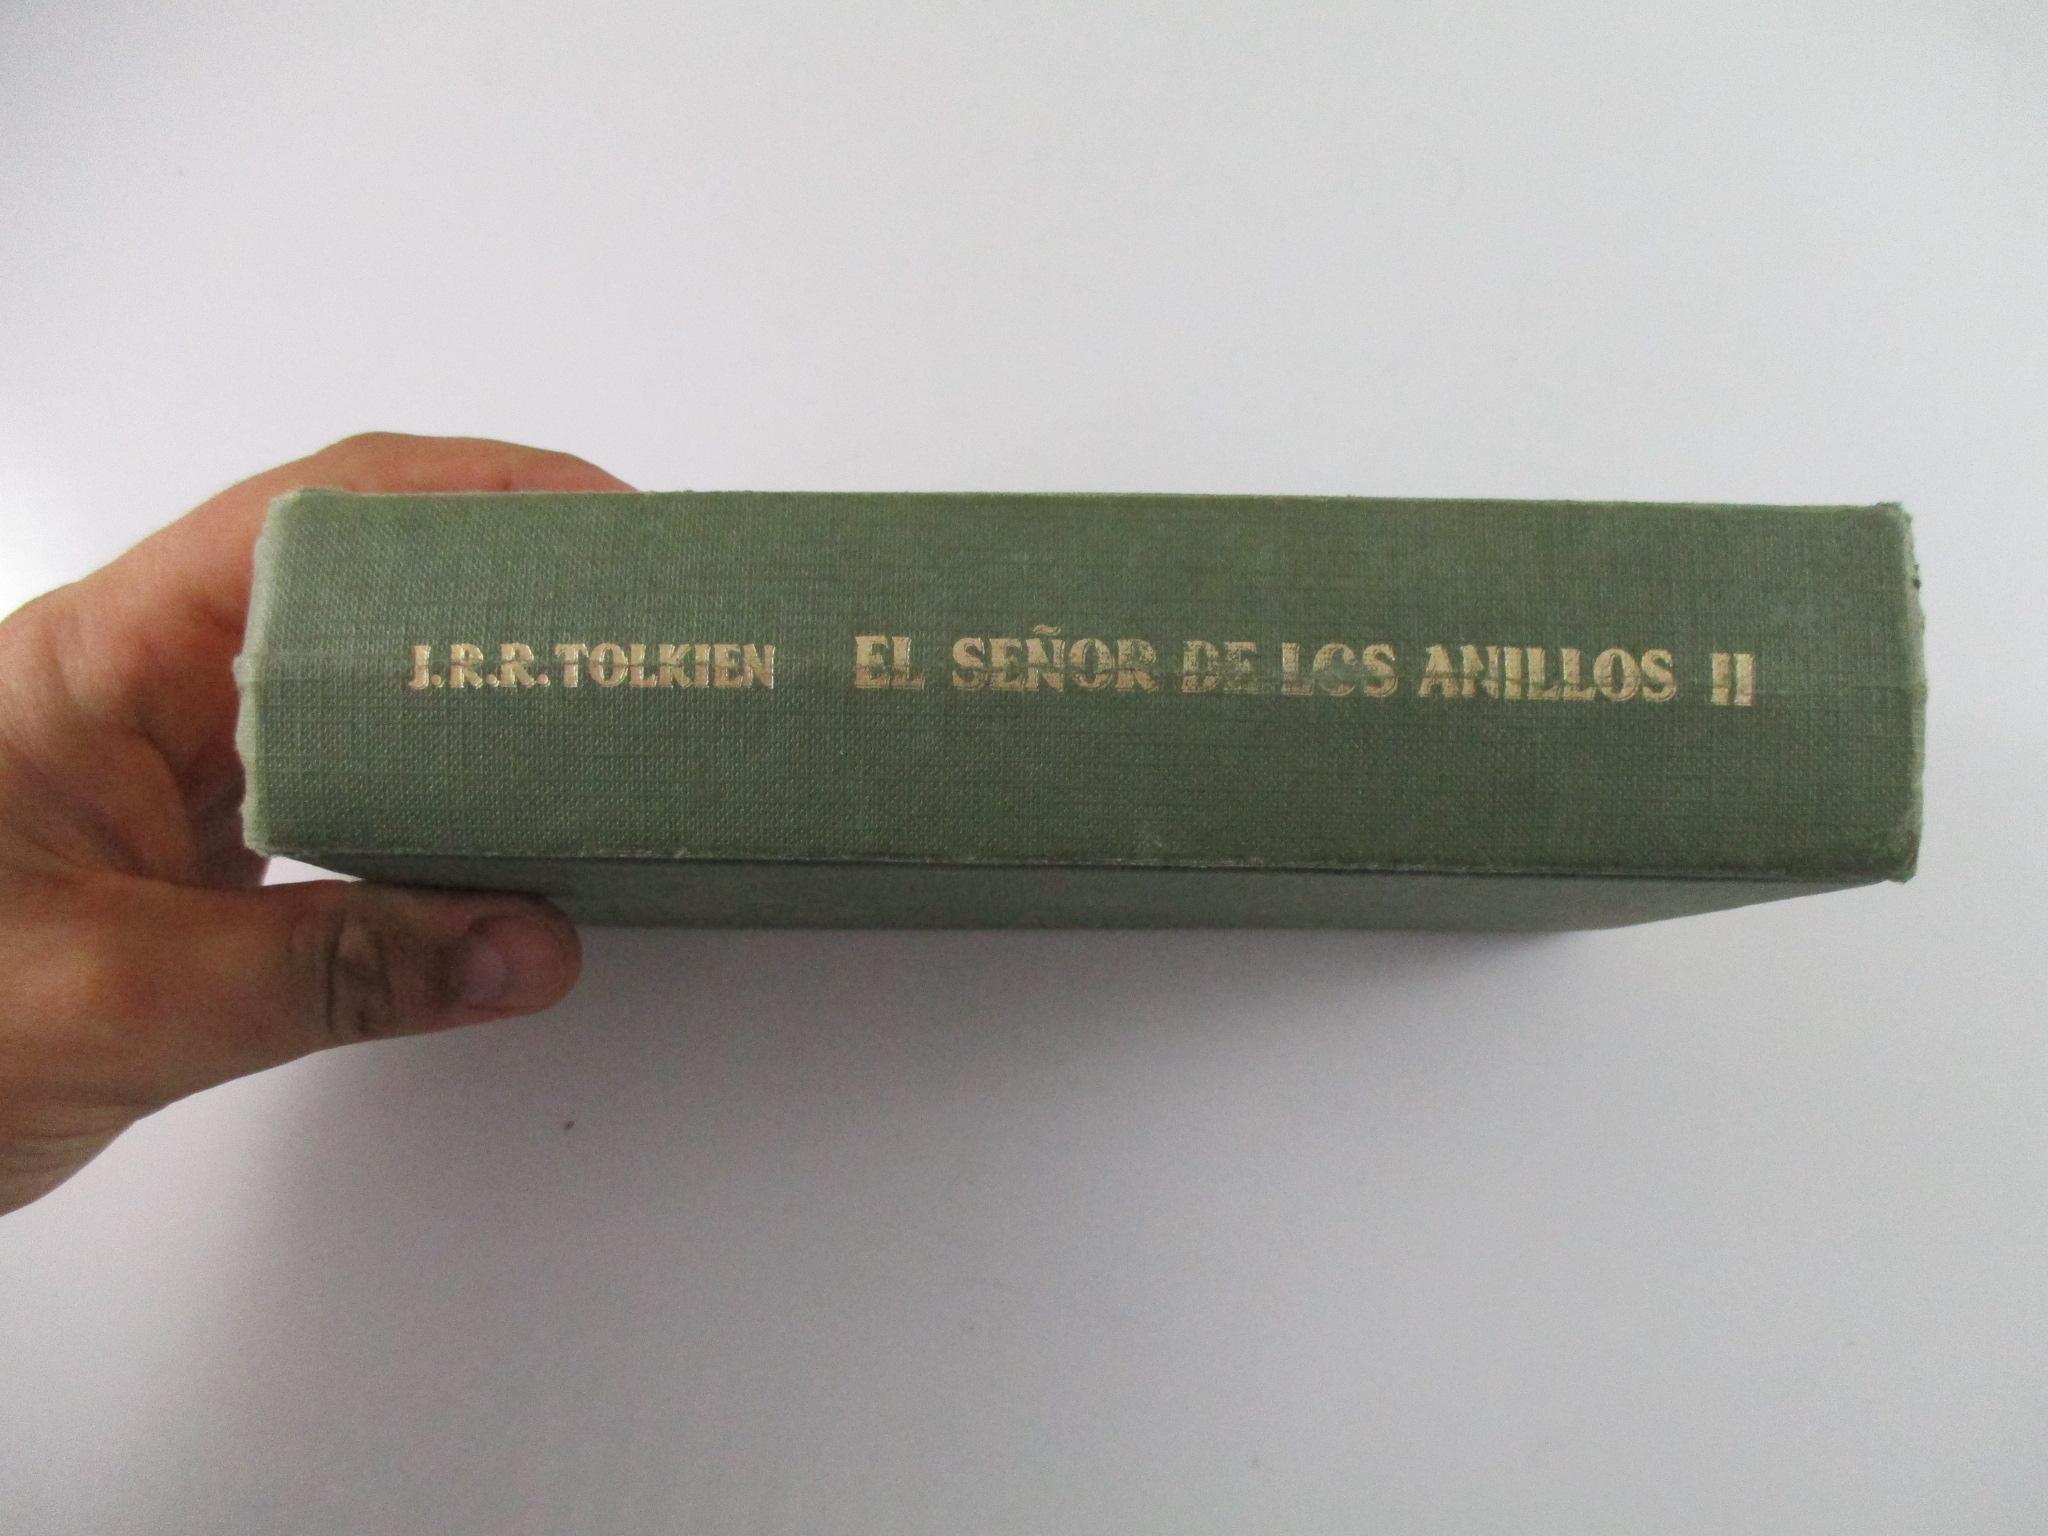 J.R.R. TOLKIEN EL SEÑOR DE LOS ANILLOS II